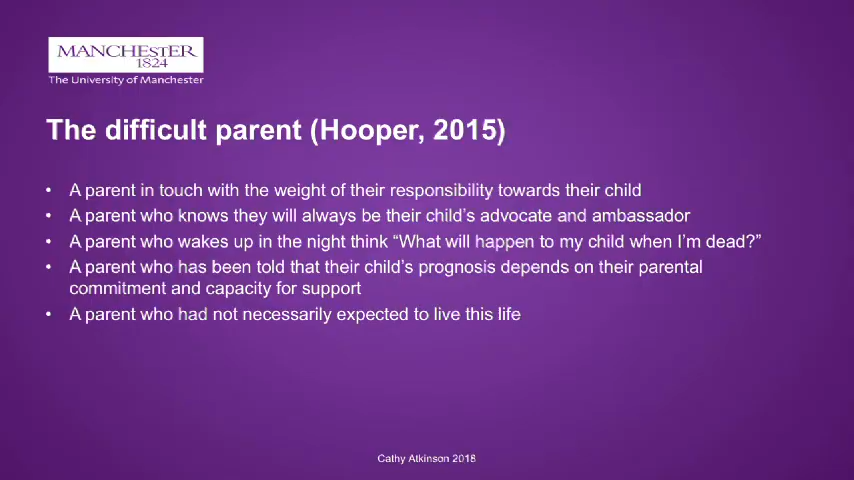 MANCHESTER
1824
The University of Manchester
The difficult parent (Hooper, 2015)
• A parent in touch with the weight of their responsibility towards their child
• A parent who knows they will always be their child’s advocate and ambassador
• A parent who wakes up in the night think “What will happen to my child when I’m dead?”
• A parent who has been told that their child’s prognosis depends on their parental
commitment and capacity for support
• A parent who had not necessarily expected to live this life
Cathy Atkinson 2018